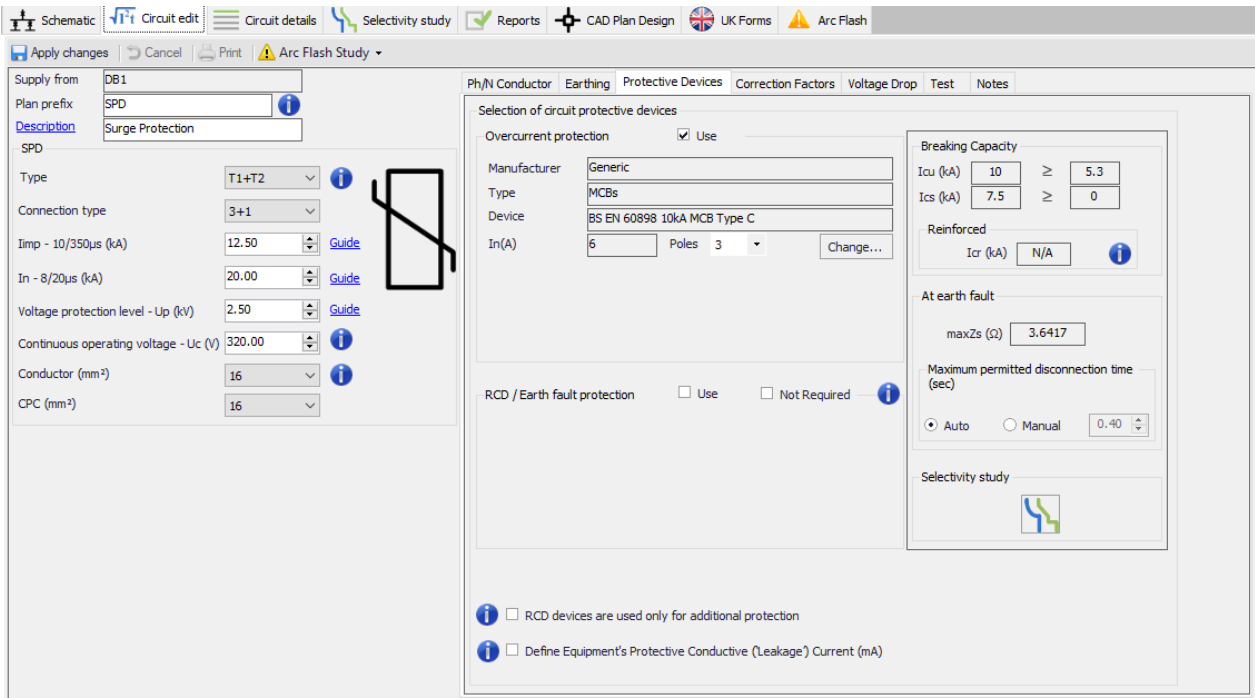 Schematic Circuit edit Circuit details Selectivity study Reports CAD Plan Design UK Forms Arc Flash
Apply changes Cancel Print Arc Flash Study
Supply from DB1
Plan prefix SPD
Description Surge Protection
SPD
Type T1+T2
Connection type 3+1
Iimp - 10/350µs (kA) 12.50 Guide
In - 8/20µs (kA) 20.00 Guide
Voltage protection level - Up (kV) 2.50 Guide
Continuous operating voltage - Uc (V) 320.00
Conductor (mm²) 16
CPC (mm²) 16
Ph/N Conductor Earthing Protective Devices Correction Factors Voltage Drop Test Notes
Selection of circuit protective devices
Overcurrent protection Use
Manufacturer Generic
Type MCBs
Device BS EN 60898 10kA MCB Type C
In(A) 6 Poles 3 Change...
RCD / Earth fault protection Use Not Required
Breaking Capacity
Icu (kA) 10 ≥ 5.3
Ics (kA) 7.5 ≥ 0
Reinforced
Icr (kA) N/A
At earth fault
maxZs (Ω) 3.6417
Maximum permitted disconnection time
(sec)
Auto Manual 0.40
Selectivity study
RCD devices are used only for additional protection
Define Equipment's Protective Conductive ('Leakage') Current (mA)